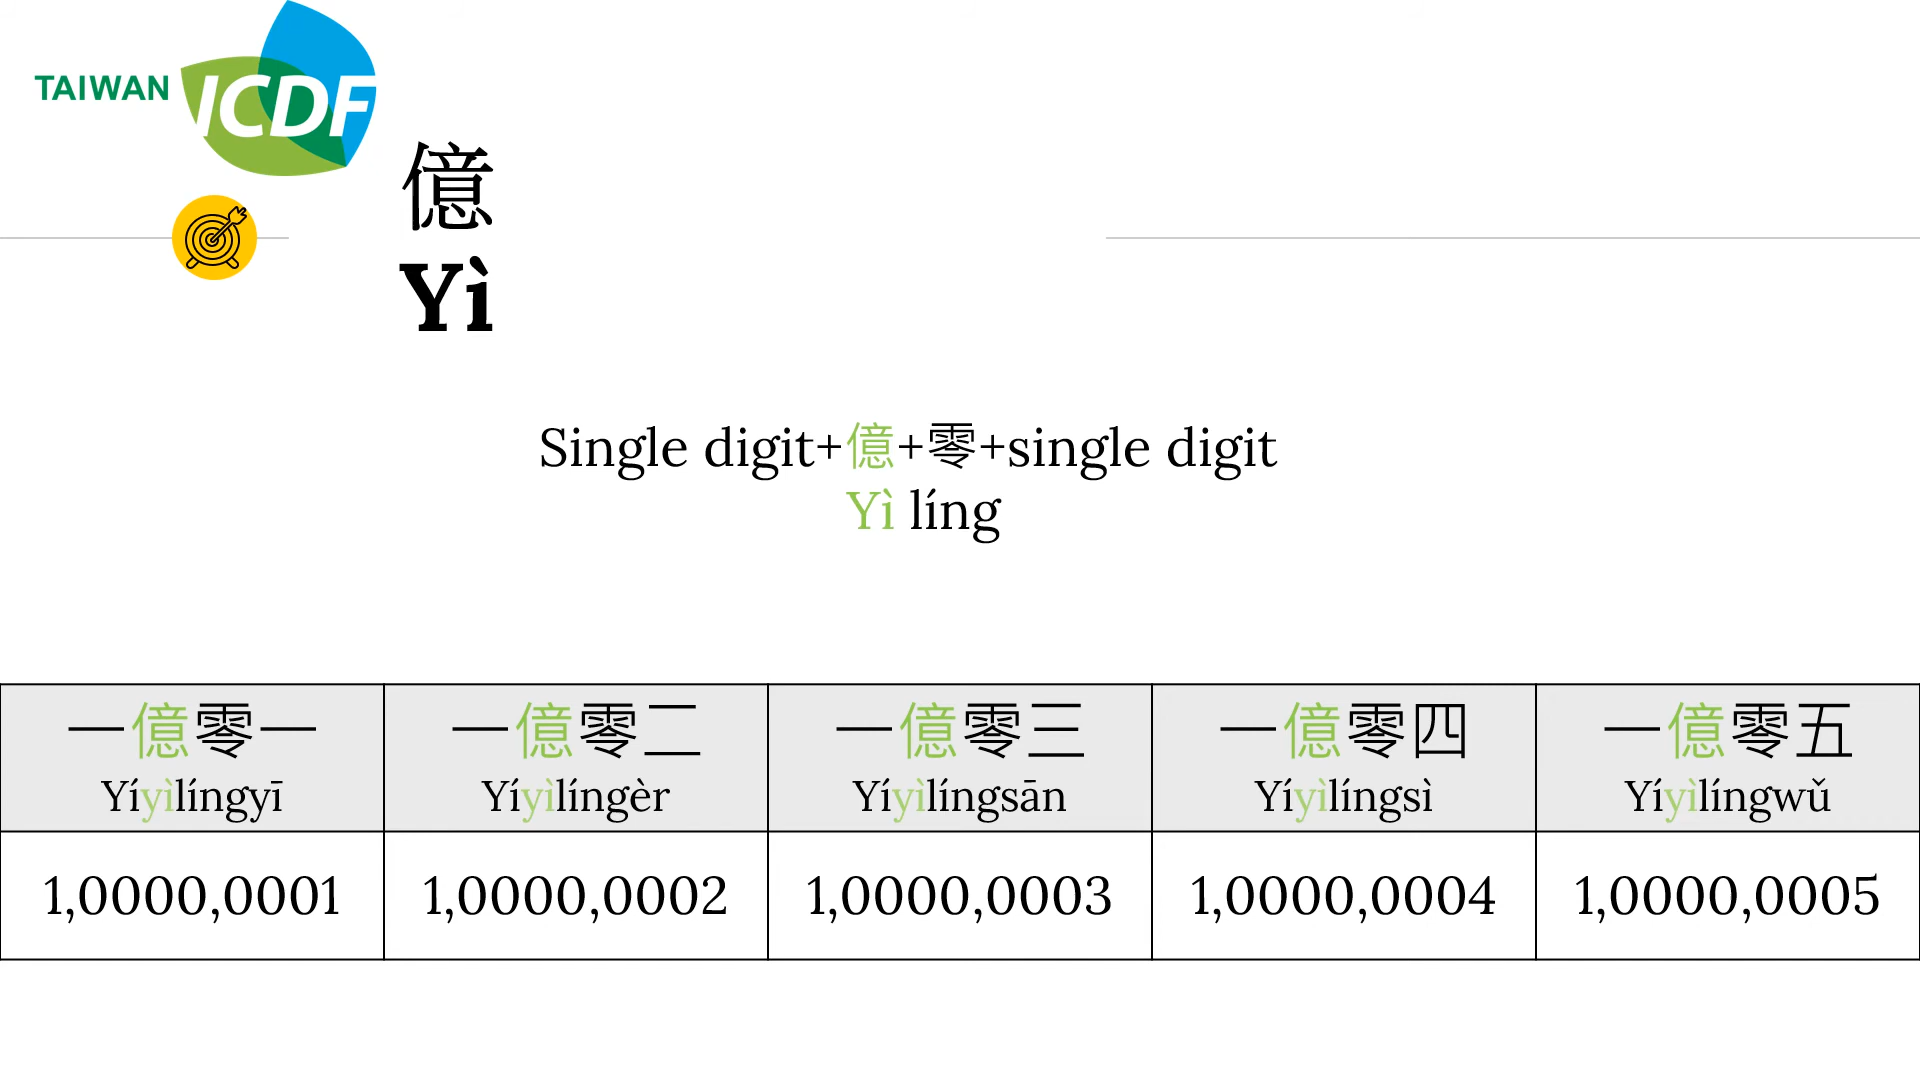 TAIWAN ICDF
億
Yì
Single digit+億+零+single digit
Yì líng
一億零一 一億零二 一億零三 一億零四 一億零五
Yíyìlíngyī Yíyìlíngèr Yíyìlíngsān Yíyìlíngsì Yíyìlíngwǔ
1,0000,0001 1,0000,0002 1,0000,0003 1,0000,0004 1,0000,0005